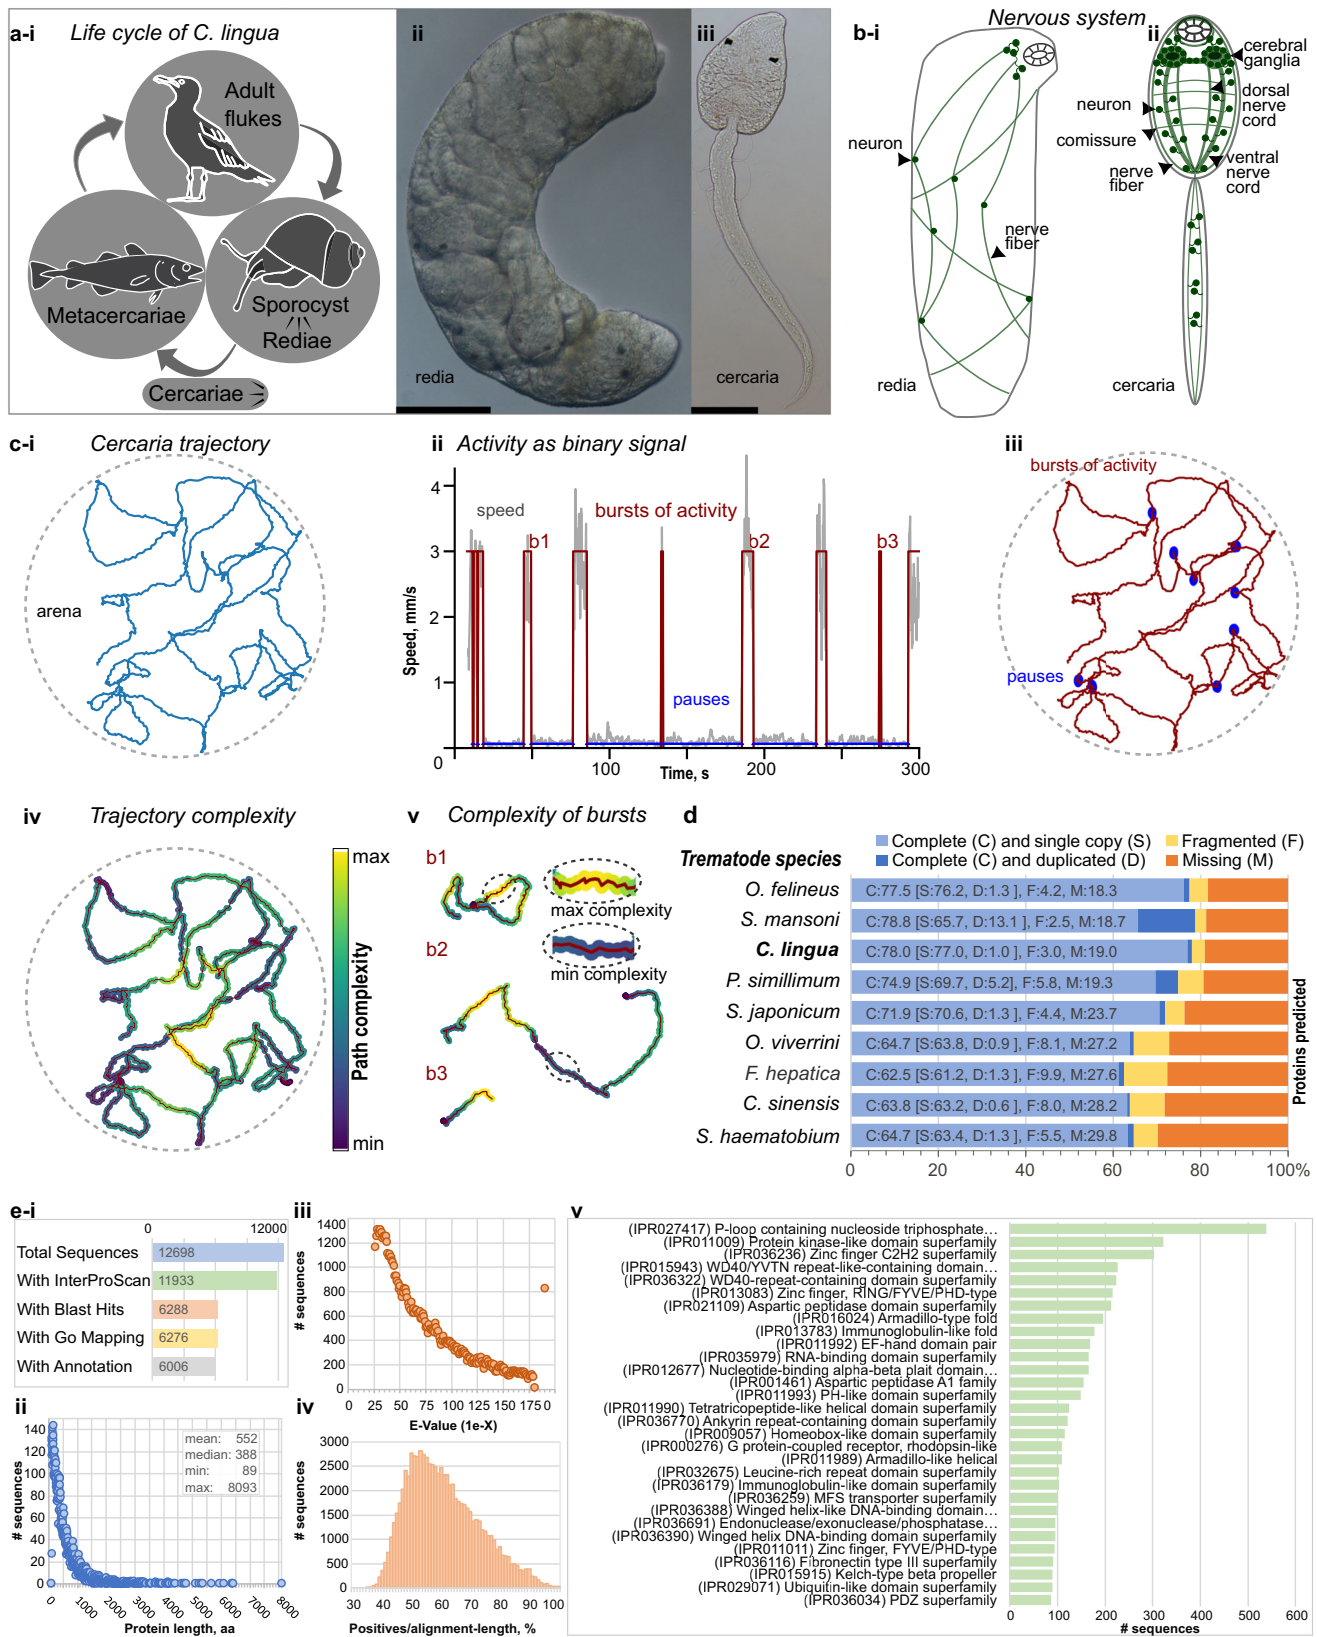 a-i Life cycle of C. lingua
Adult
flukes
Metacercariae
Sporocyst
Rediae
Cercariae
ii
redia
iii
cercaria
Nervous system
b-i
neuron
nerve
fiber
redia
ii
cerebral
ganglia
dorsal
nerve
cord
neuron
comissure
nerve
fiber
ventral
nerve
cord
cercaria
c-i Cercaria trajectory
arena
ii Activity as binary signal
speed
bursts of activity
b1
b2
b3
pauses
Speed, mm/s
4
3
2
1
0
100
200
300
Time, s
iii
bursts of activity
pauses
iv Trajectory complexity
max
Path complexity
min
v Complexity of bursts
b1
max complexity
b2
min complexity
b3
d
Complete (C) and single copy (S)
Fragmented (F)
Complete (C) and duplicated (D)
Missing (M)
Trematode species
O. felineus C:77.5 [S:76.2, D:1.3 ], F:4.2, M:18.3
S. mansoni C:78.8 [S:65.7, D:13.1 ], F:2.5, M:18.7
C. lingua C:78.0 [S:77.0, D:1.0 ], F:3.0, M:19.0
P. simillimum C:74.9 [S:69.7, D:5.2], F:5.8, M:19.3
S. japonicum C:71.9 [S:70.6, D:1.3 ], F:4.4, M:23.7
O. viverrini C:64.7 [S:63.8, D:0.9 ], F:8.1, M:27.2
F. hepatica C:62.5 [S:61.2, D:1.3 ], F:9.9, M:27.6
C. sinensis C:63.8 [S:63.2, D:0.6 ], F:8.0, M:28.2
S. haematobium C:64.7 [S:63.4, D:1.3 ], F:5.5, M:29.8
0 20 40 60 80 100%
Proteins predicted
e-i
0 12000
Total Sequences 12698
With InterProScan 11933
With Blast Hits 6288
With Go Mapping 6276
With Annotation 6006
ii
# sequences
140
120
100
80
60
40
20
0
mean: 552
median: 388
min: 89
max: 8093
0 1000 2000 3000 4000 5000 6000 7000 8000
Protein length, aa
iii
# sequences
1400
1200
1000
800
600
400
200
0
0 25 50 75 100 125 150 175
E-Value (1e-X)
iv
# sequences
3000
2500
2000
1500
1000
500
0
30 40 50 60 70 80 90 100
Positives/alignment-length, %
v
(IPR027417) P-loop containing nucleoside triphosphate...
(IPR011009) Protein kinase-like domain superfamily
(IPR036236) Zinc finger C2H2 superfamily
(IPR015943) WD40/YVTN repeat-like-containing domain...
(IPR036322) WD40-repeat-containing domain superfamily
(IPR013083) Zinc finger, RING/FYVE/PHD-type
(IPR021109) Aspartic peptidase domain superfamily
(IPR016024) Armadillo-type fold
(IPR013783) Immunoglobulin-like fold
(IPR011992) EF-hand domain pair
(IPR035979) RNA-binding domain superfamily
(IPR012677) Nucleotide-binding alpha-beta plait domain...
(IPR001461) Aspartic peptidase A1 family
(IPR011993) PH-like domain superfamily
(IPR011990) Tetratricopeptide-like helical domain superfamily
(IPR036770) Ankyrin repeat-containing domain superfamily
(IPR009057) Homeobox-like domain superfamily
(IPR000276) G protein-coupled receptor, rhodopsin-like
(IPR011989) Armadillo-like helical
(IPR032675) Leucine-rich repeat domain superfamily
(IPR036179) Immunoglobulin-like domain superfamily
(IPR036259) MFS transporter superfamily
(IPR036388) Winged helix-like DNA-binding domain...
(IPR036691) Endonuclease/exonuclease/phosphatase...
(IPR036390) Winged helix DNA-binding domain superfamily
(IPR011011) Zinc finger, FYVE/PHD-type
(IPR036116) Fibronectin type III superfamily
(IPR015915) Kelch-type beta propeller
(IPR029071) Ubiquitin-like domain superfamily
(IPR036034) PDZ superfamily
0 100 200 300 400 500 600
# sequences